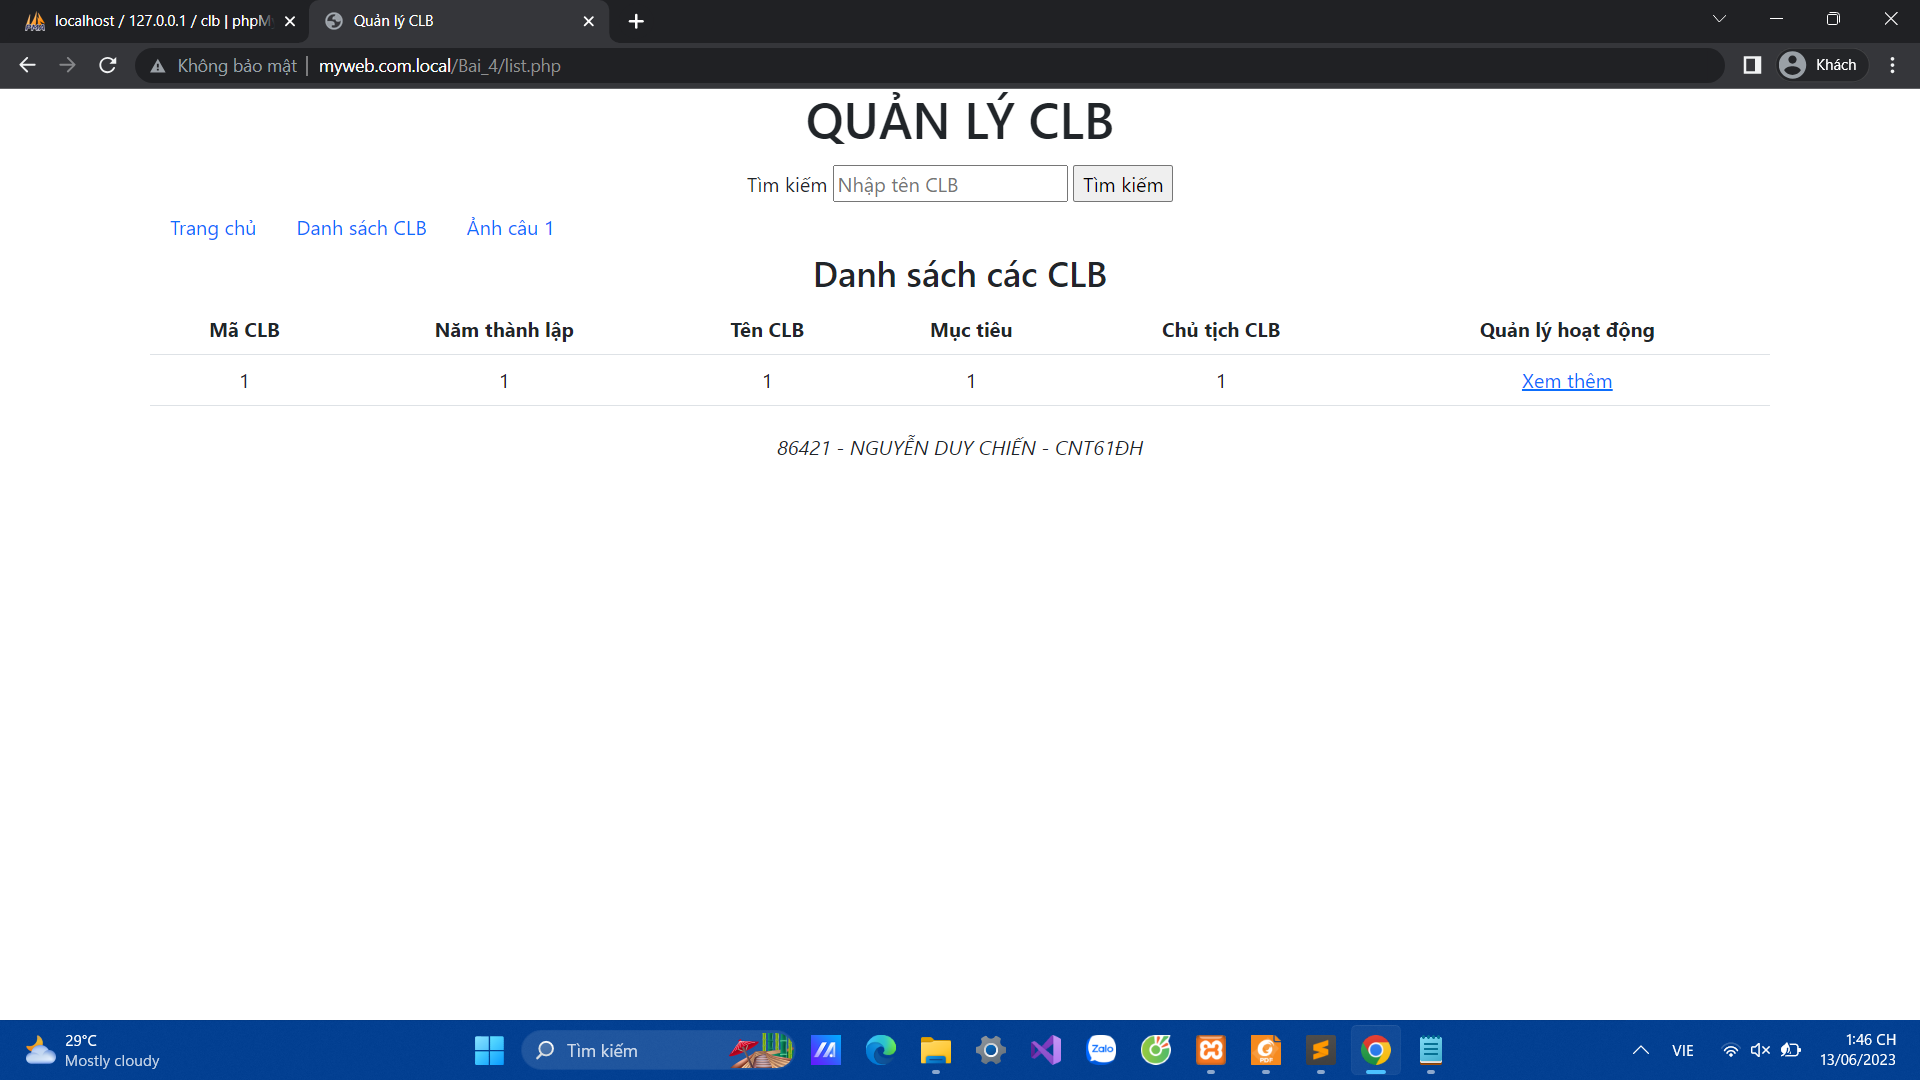 localhost / 127.0.0.1 / clb | phpMy
Quản lý CLB
Không bảo mật | myweb.com.local/Bai_4/list.php
Khách
QUẢN LÝ CLB
Tìm kiếm Nhập tên CLB Tìm kiếm
Trang chủ Danh sách CLB Ảnh câu 1
Danh sách các CLB
Mã CLB Năm thành lập Tên CLB Mục tiêu Chủ tịch CLB Quản lý hoạt động
1 1 1 1 1 Xem thêm
86421 - NGUYỄN DUY CHIẾN - CNT61ĐH
29°C
Mostly cloudy
Tìm kiếm
Zalo
PDF
VIE
1:46 CH
13/06/2023